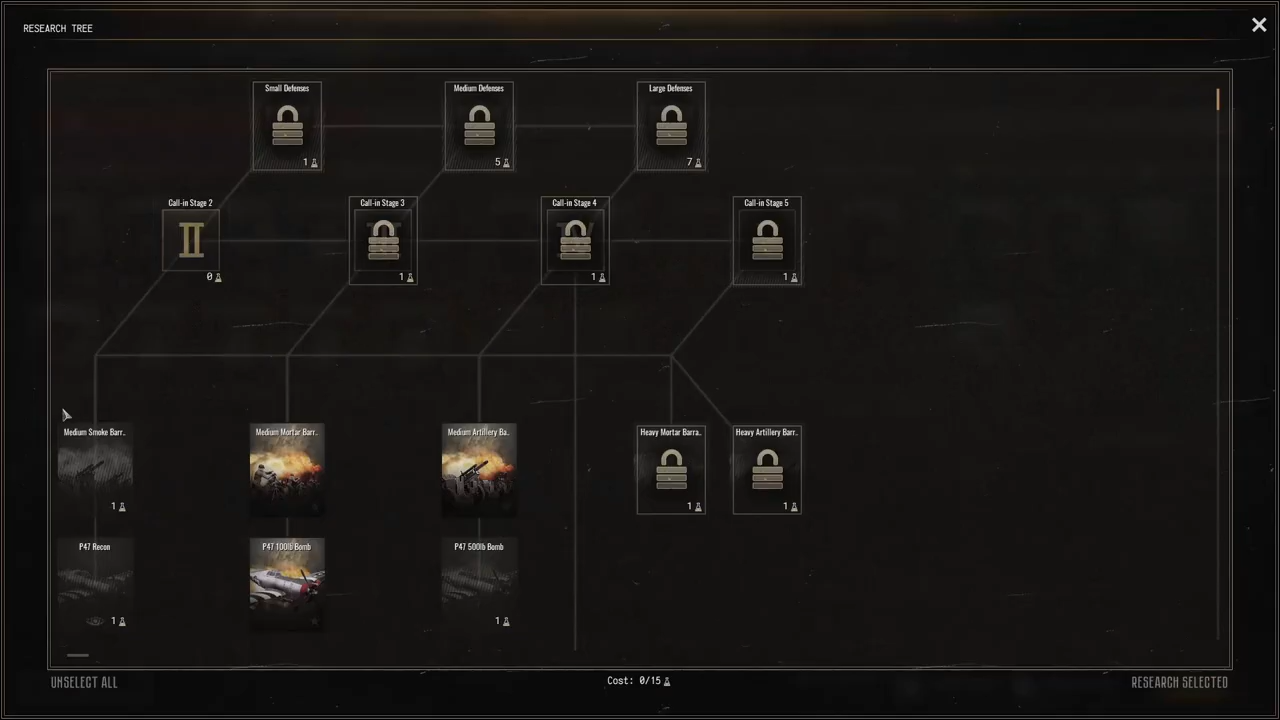 RESEARCH TREE
Small Defenses
Medium Defenses
Large Defenses
1
5
7
Call-in Stage 2
Call-in Stage 3
Call-in Stage 4
Call-in Stage 5
II
0
1
1
1
Medium Smoke Barr..
Medium Mortar Barr..
Medium Artillery Ba..
Heavy Mortar Barra..
Heavy Artillery Barr..
1
1
1
P47 Recon
P47 100lb Bomb
P47 500lb Bomb
1
1
UNSELECT ALL
Cost: 0/15
RESEARCH SELECTED